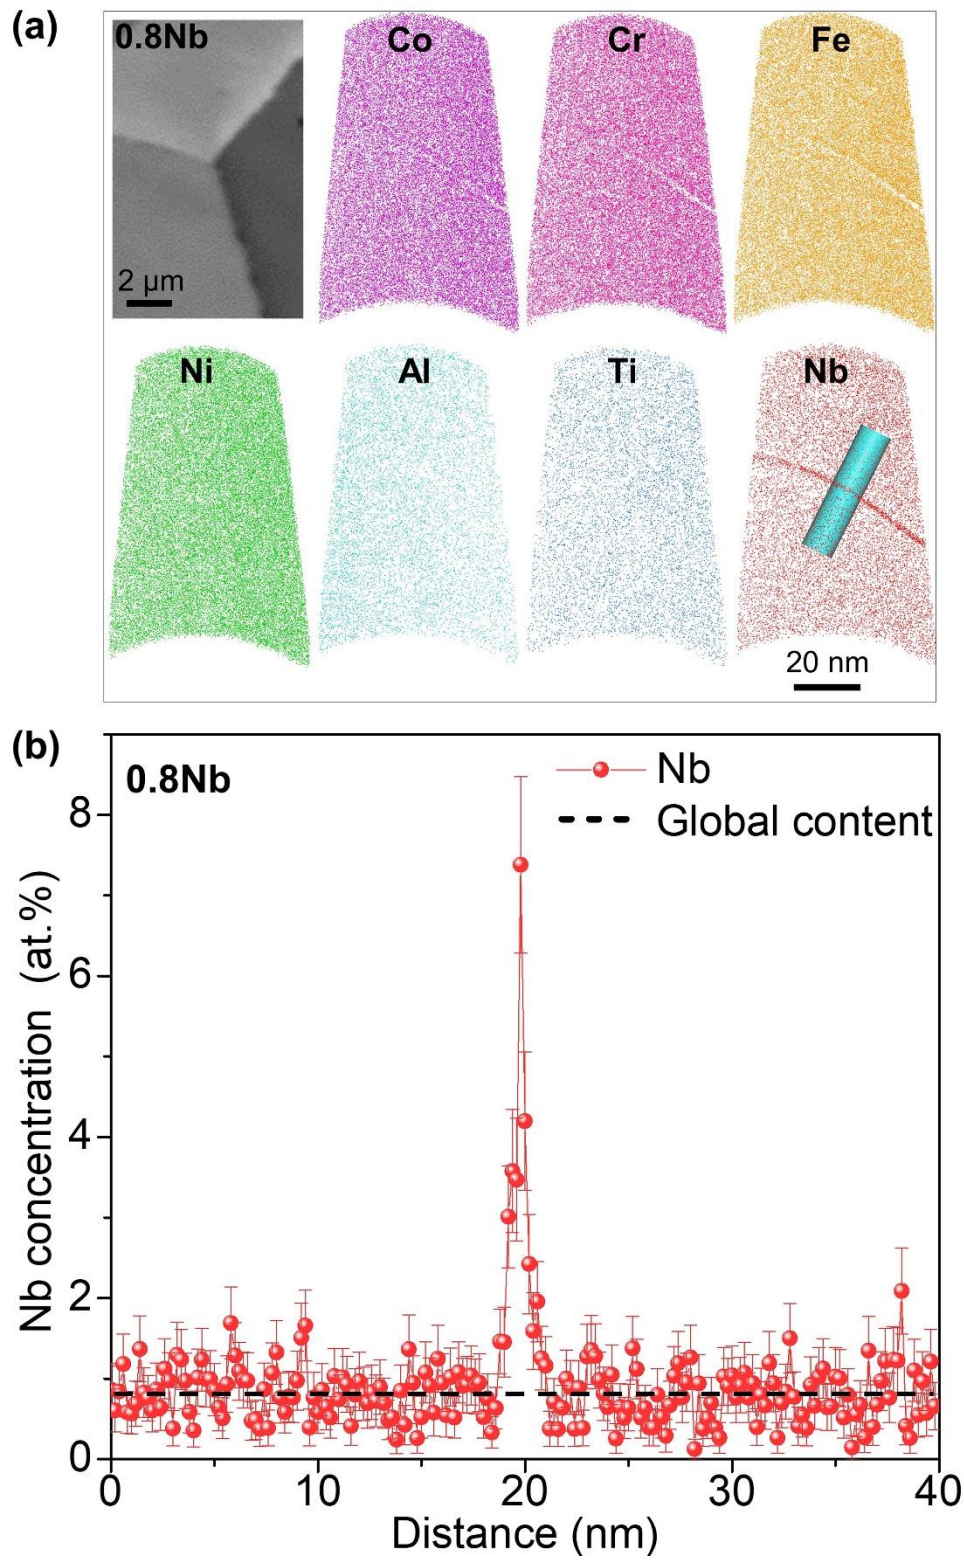 (a)
0.8Nb
Co
Cr
Fe
2 μm
Ni
Al
Ti
Nb
20 nm
(b)
0.8Nb
Nb
Global content
8
6
4
2
0
Nb concentration (at.%)
0
10
20
30
40
Distance (nm)